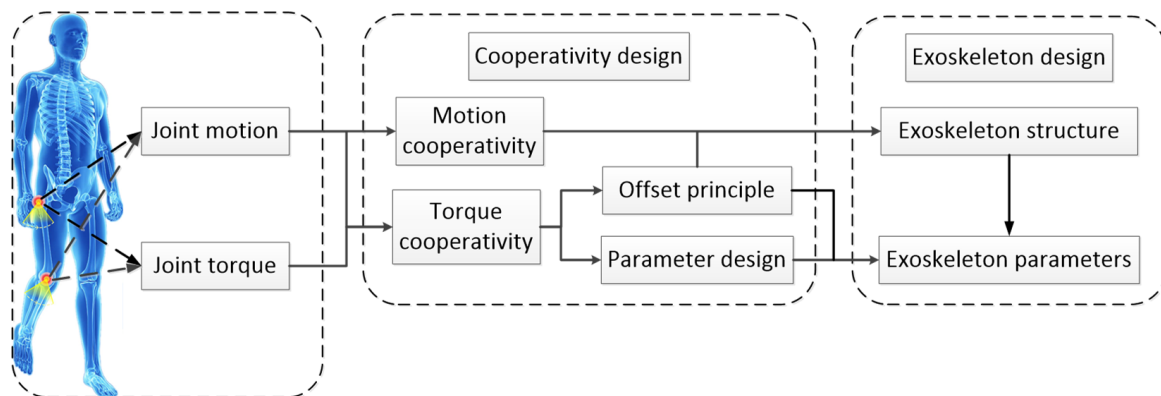 Joint motion
Joint torque
Cooperativity design
Motion
cooperativity
Torque
cooperativity
Offset principle
Parameter design
Exoskeleton design
Exoskeleton structure
Exoskeleton parameters